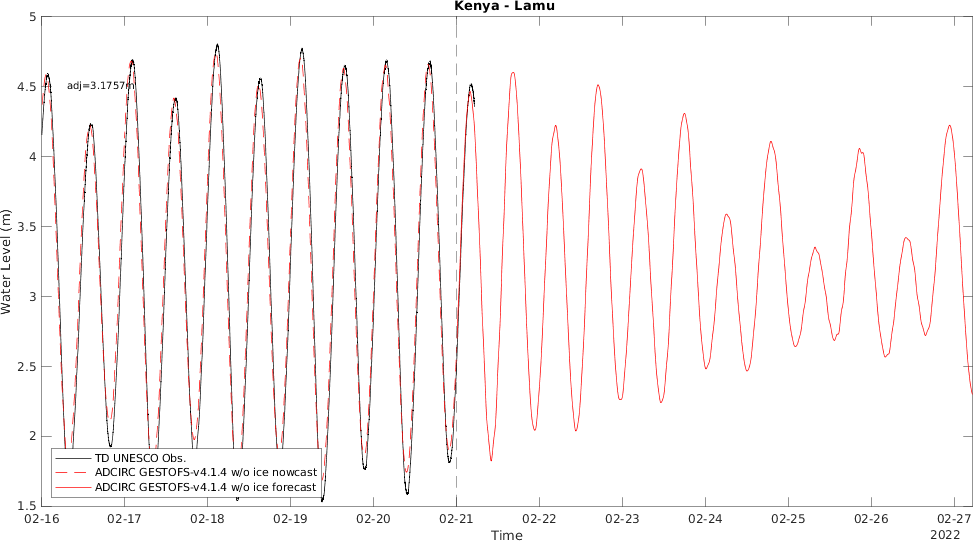 Kenya - Lamu
5
4.5
4
3.5
3
2.5
2
1.5
Water Level (m)
adj=3.1757m
TD UNESCO Obs.
ADCIRC GESTOFS-v4.1.4 w/o ice nowcast
ADCIRC GESTOFS-v4.1.4 w/o ice forecast
02-16 02-17 02-18 02-19 02-20 02-21 02-22 02-23 02-24 02-25 02-26 02-27
Time
2022